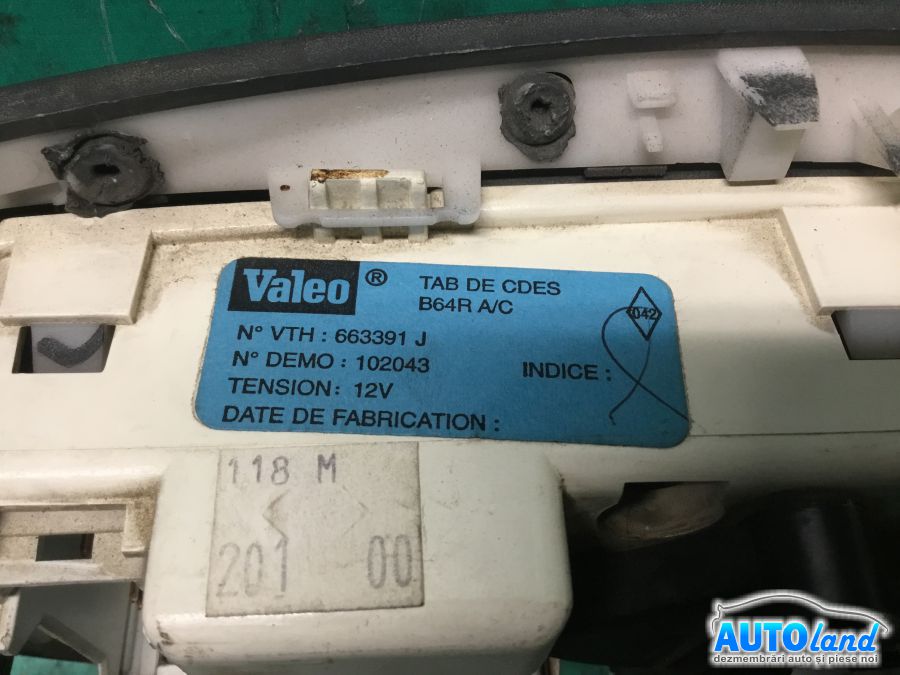 Valeo ®
TAB DE CDES
B64R A/C
042
N° VTH : 663391 J
N° DEMO : 102043
INDICE :
TENSION : 12V
DATE DE FABRICATION :
118 M
201 00
AUTOland
dezmembrări auto și piese noi